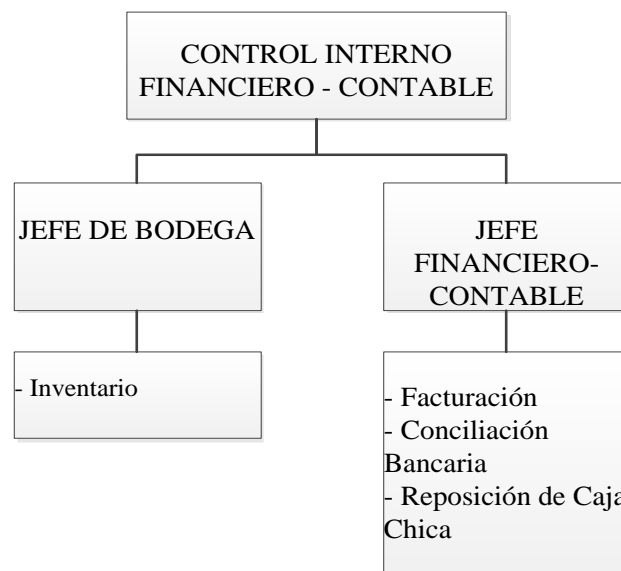 CONTROL INTERNO
FINANCIERO - CONTABLE
JEFE DE BODEGA
JEFE
FINANCIERO-
CONTABLE
- Inventario
- Facturación
- Conciliación
Bancaria
- Reposición de Caja
Chica